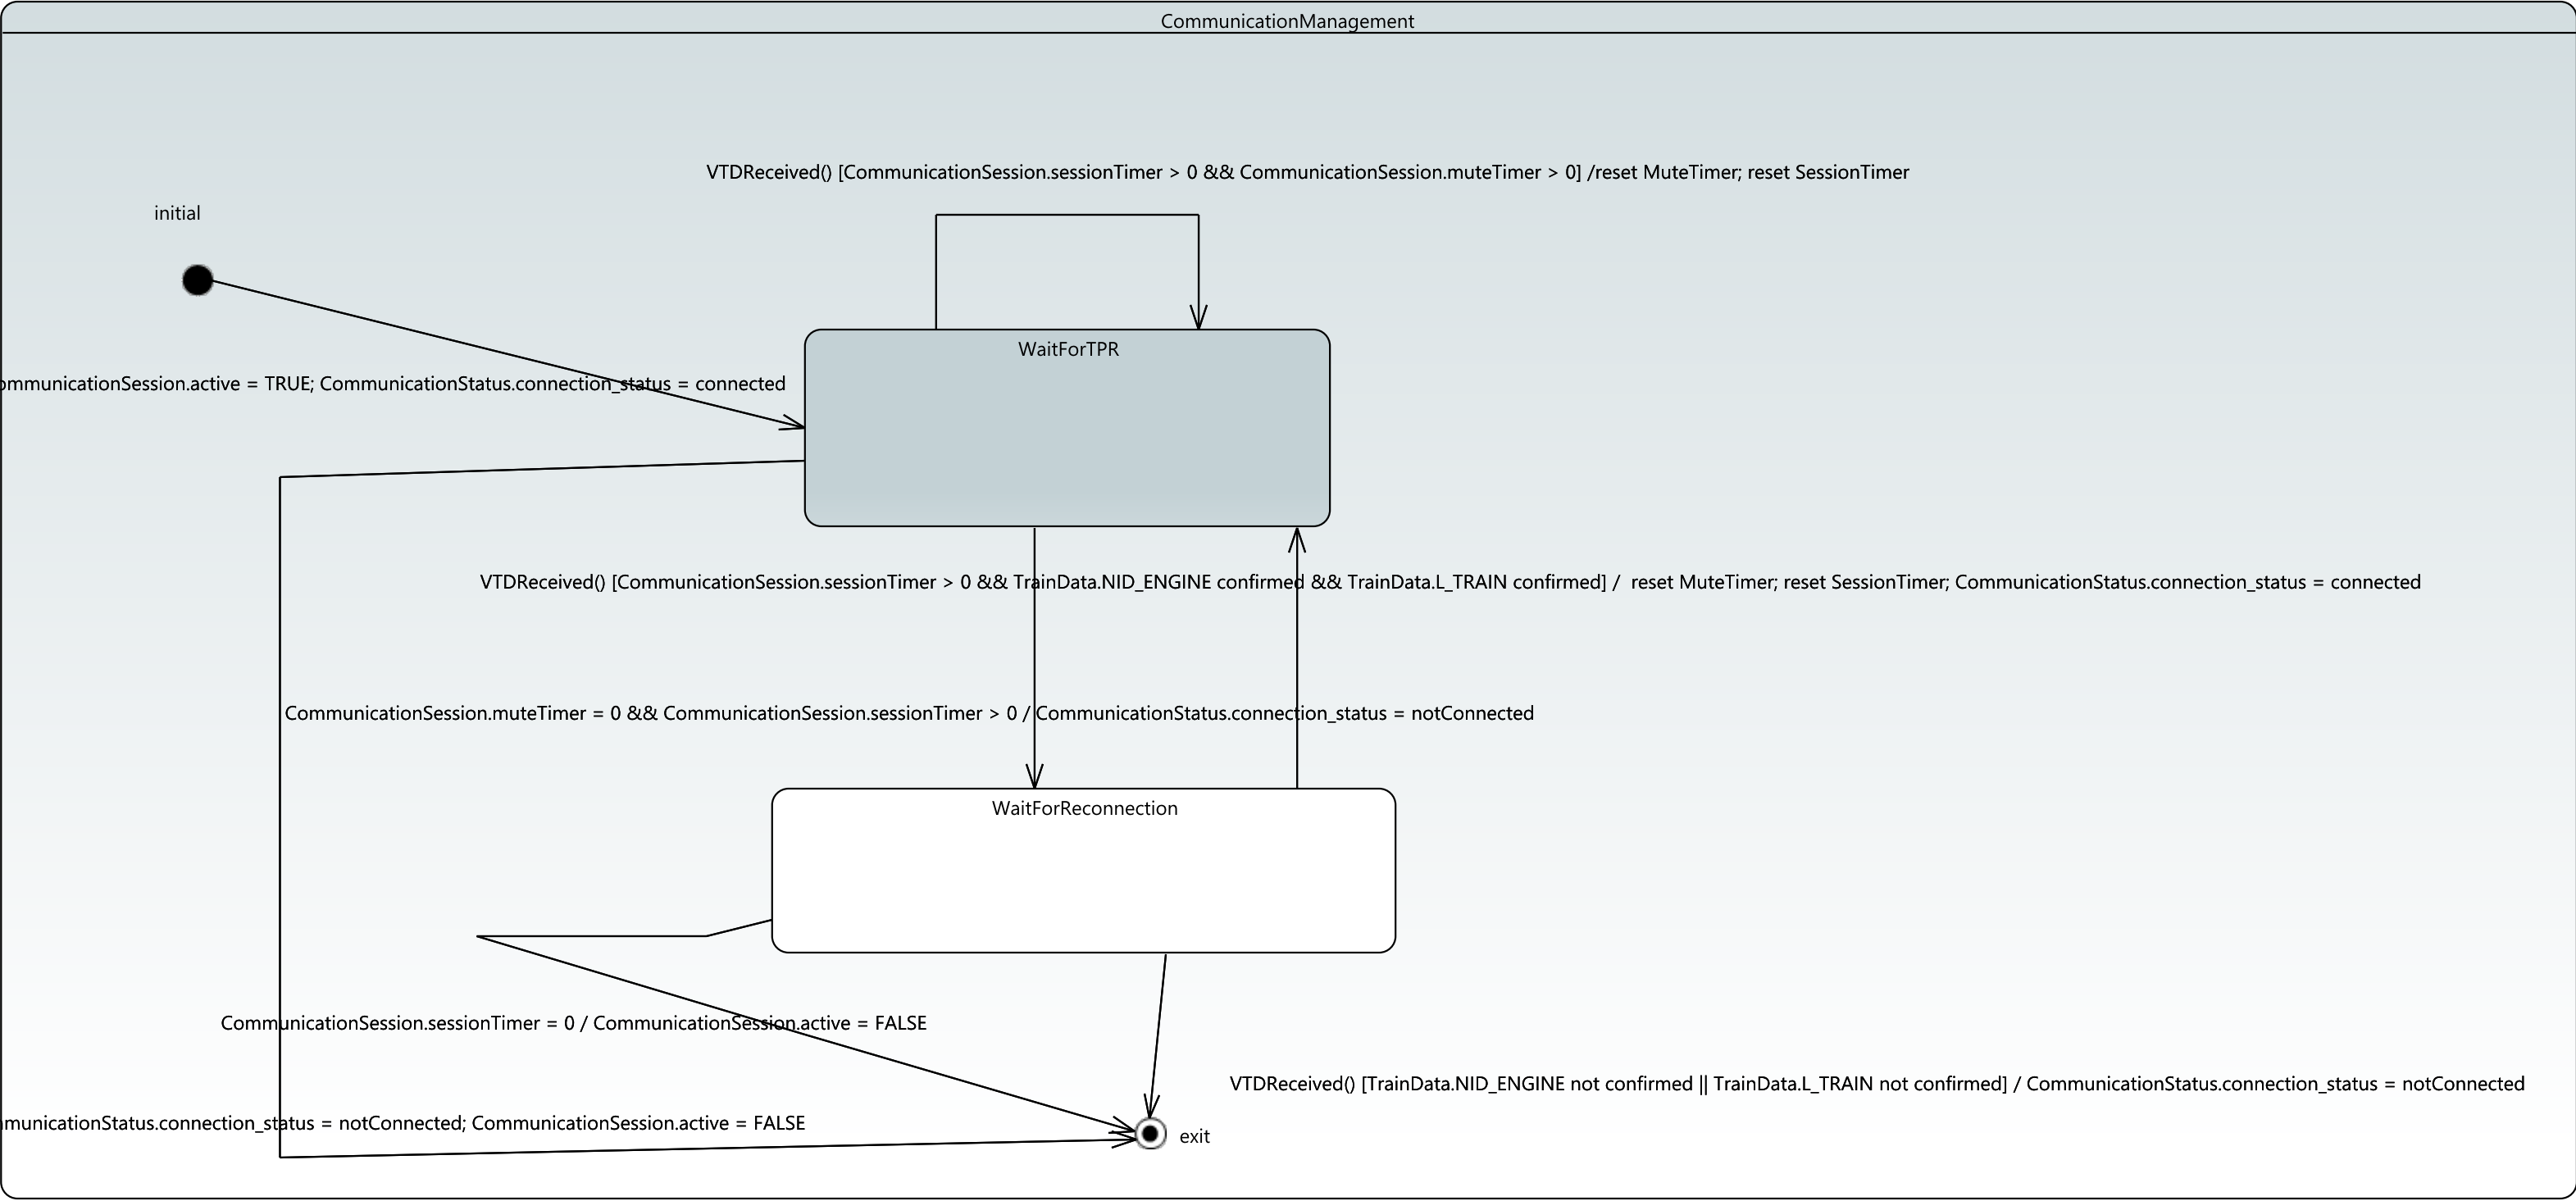 CommunicationManagement
VTDReceived() [CommunicationSession.sessionTimer > 0 && CommunicationSession.muteTimer > 0] /reset MuteTimer; reset SessionTimer
initial
WaitForTPR
ommunicationSession.active = TRUE; CommunicationStatus.connection_status = connected
VTDReceived() [CommunicationSession.sessionTimer > 0 && TrainData.NID_ENGINE confirmed && TrainData.L_TRAIN confirmed] /  reset MuteTimer; reset SessionTimer; CommunicationStatus.connection_status = connected
CommunicationSession.muteTimer = 0 && CommunicationSession.sessionTimer > 0 / CommunicationStatus.connection_status = notConnected
WaitForReconnection
CommunicationSession.sessionTimer = 0 / CommunicationSession.active = FALSE
VTDReceived() [TrainData.NID_ENGINE not confirmed || TrainData.L_TRAIN not confirmed] / CommunicationStatus.connection_status = notConnected
municationStatus.connection_status = notConnected; CommunicationSession.active = FALSE
exit